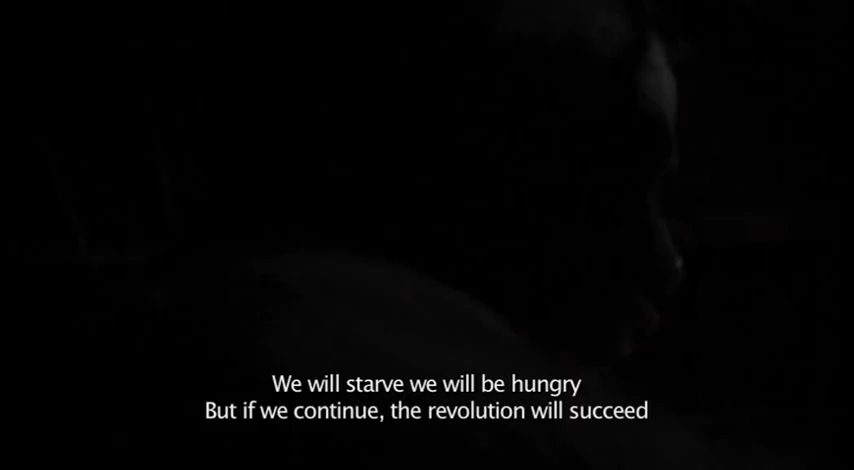 We will starve we will be hungry
But if we continue, the revolution will succeed